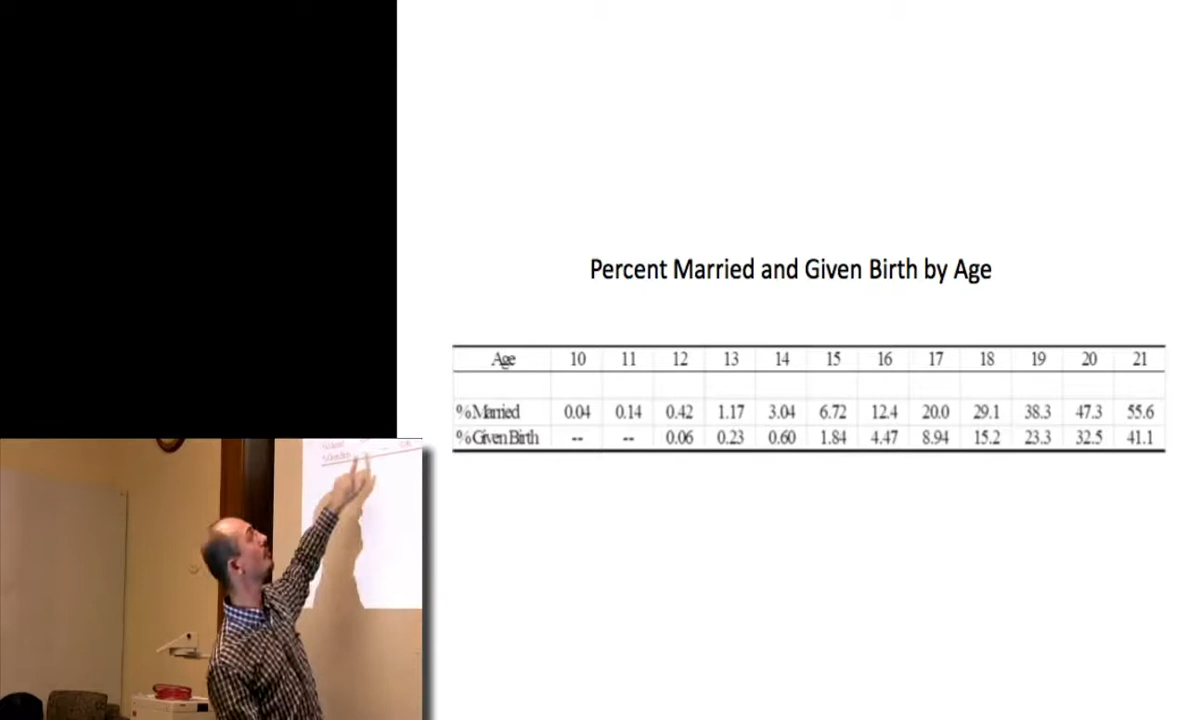 Percent Married and Given Birth by Age
Age 10 11 12 13 14 15 16 17 18 19 20 21
%Married 0.04 0.14 0.42 1.17 3.04 6.72 12.4 20.0 29.1 38.3 47.3 55.6
%Given Birth -- -- 0.06 0.23 0.60 1.84 4.47 8.94 15.2 23.3 32.5 41.1